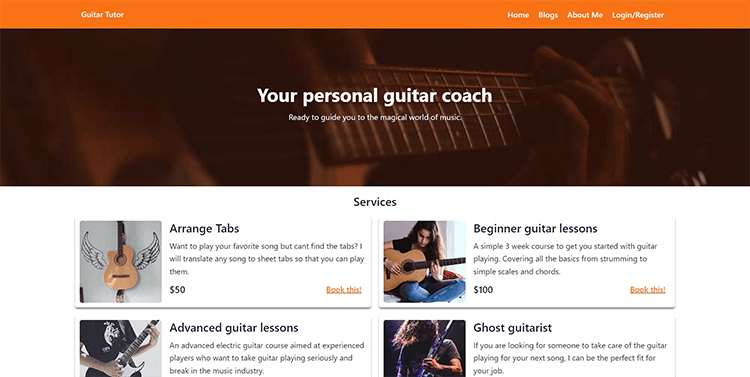 Guitar Tutor
Home Blogs About Me Login/Register
Your personal guitar coach
Ready to guide you to the magical world of music.
Services
Arrange Tabs
Want to play your favorite song but cant find the tabs? I
will translate any song to sheet tabs so that you can play
them.
$50 Book this!
Beginner guitar lessons
A simple 3 week course to get you started with guitar
playing. Covering all the basics from strumming to
simple scales and chords.
$100 Book this!
Advanced guitar lessons
An advanced electric guitar course aimed at experienced
players who want to take guitar playing seriously and
break in the music industry.
Ghost guitarist
If you are looking for someone to take care of the guitar
playing for your next song, I can be the perfect fit for
your job.